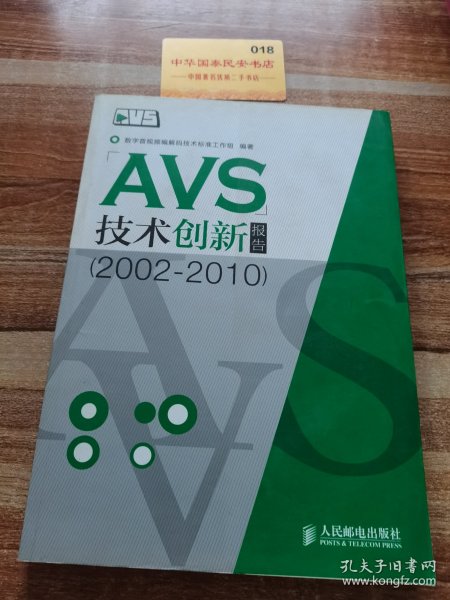 018
中华国泰民安书店
中国著名优质二手书店
AVS
数字音视频编解码技术标准工作组 编著
「AVS」
技术创新报告
(2002-2010)
AVS
人民邮电出版社
POSTS & TELECOM PRESS
孔夫子旧书网
www.kongfz.com